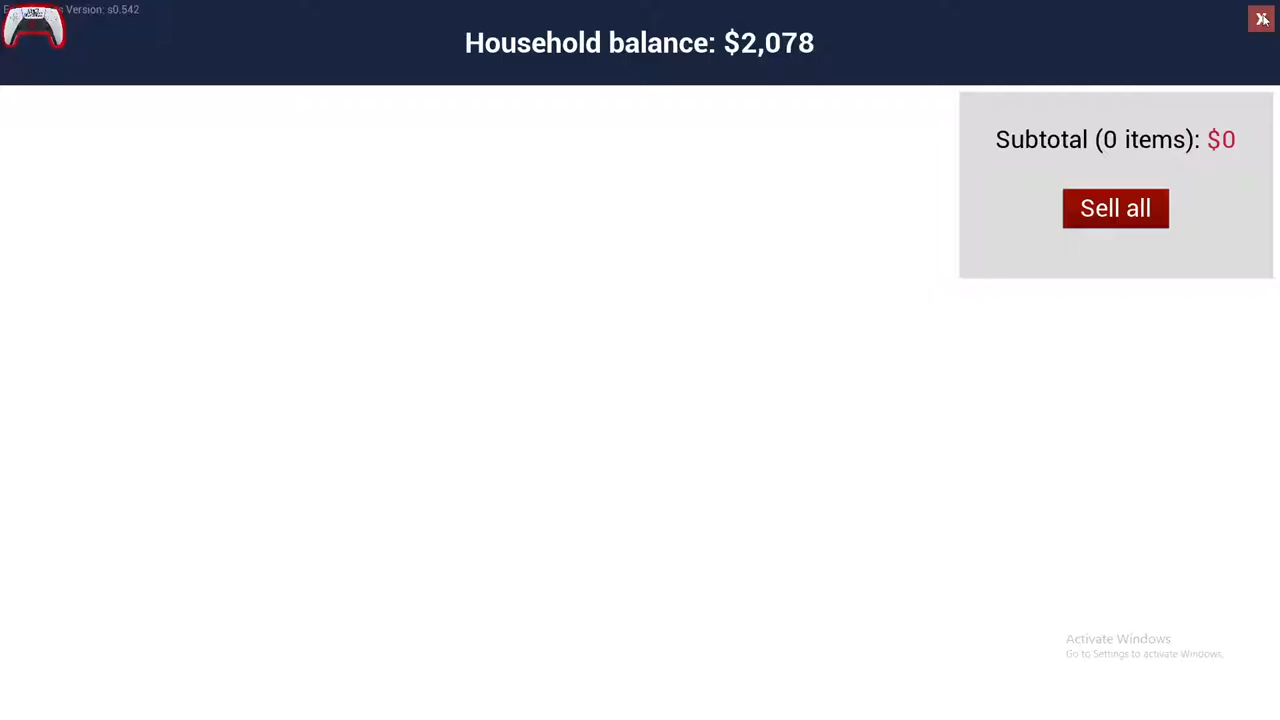 Version: s0.542
Household balance: $2,078
X
Subtotal (0 items): $0
Sell all
Activate Windows
Go to Settings to activate Windows.